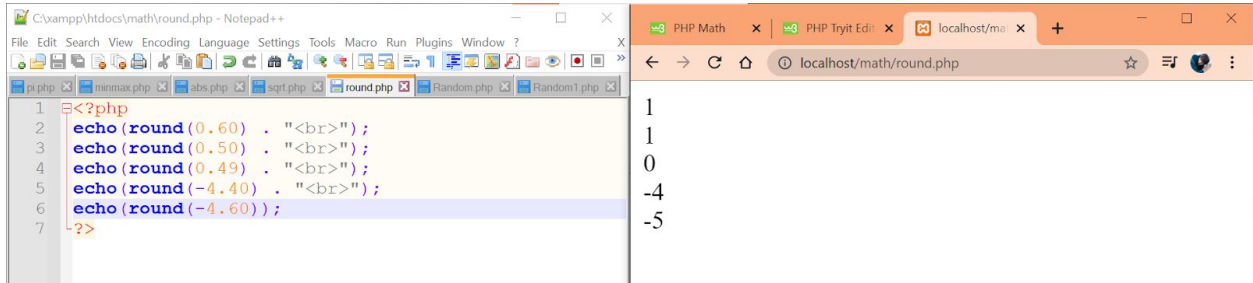 C:\xampp\htdocs\math\round.php - Notepad++
File Edit Search View Encoding Language Settings Tools Macro Run Plugins Window ? X
pi.php minmax.php abs.php sqrt.php round.php Random.php Random1.php
1 <?php
2 echo(round(0.60) . "<br>");
3 echo(round(0.50) . "<br>");
4 echo(round(0.49) . "<br>");
5 echo(round(-4.40) . "<br>");
6 echo(round(-4.60));
7 ?>
PHP Math PHP Tryit Edit localhost/ma
localhost/math/round.php
1
1
0
-4
-5